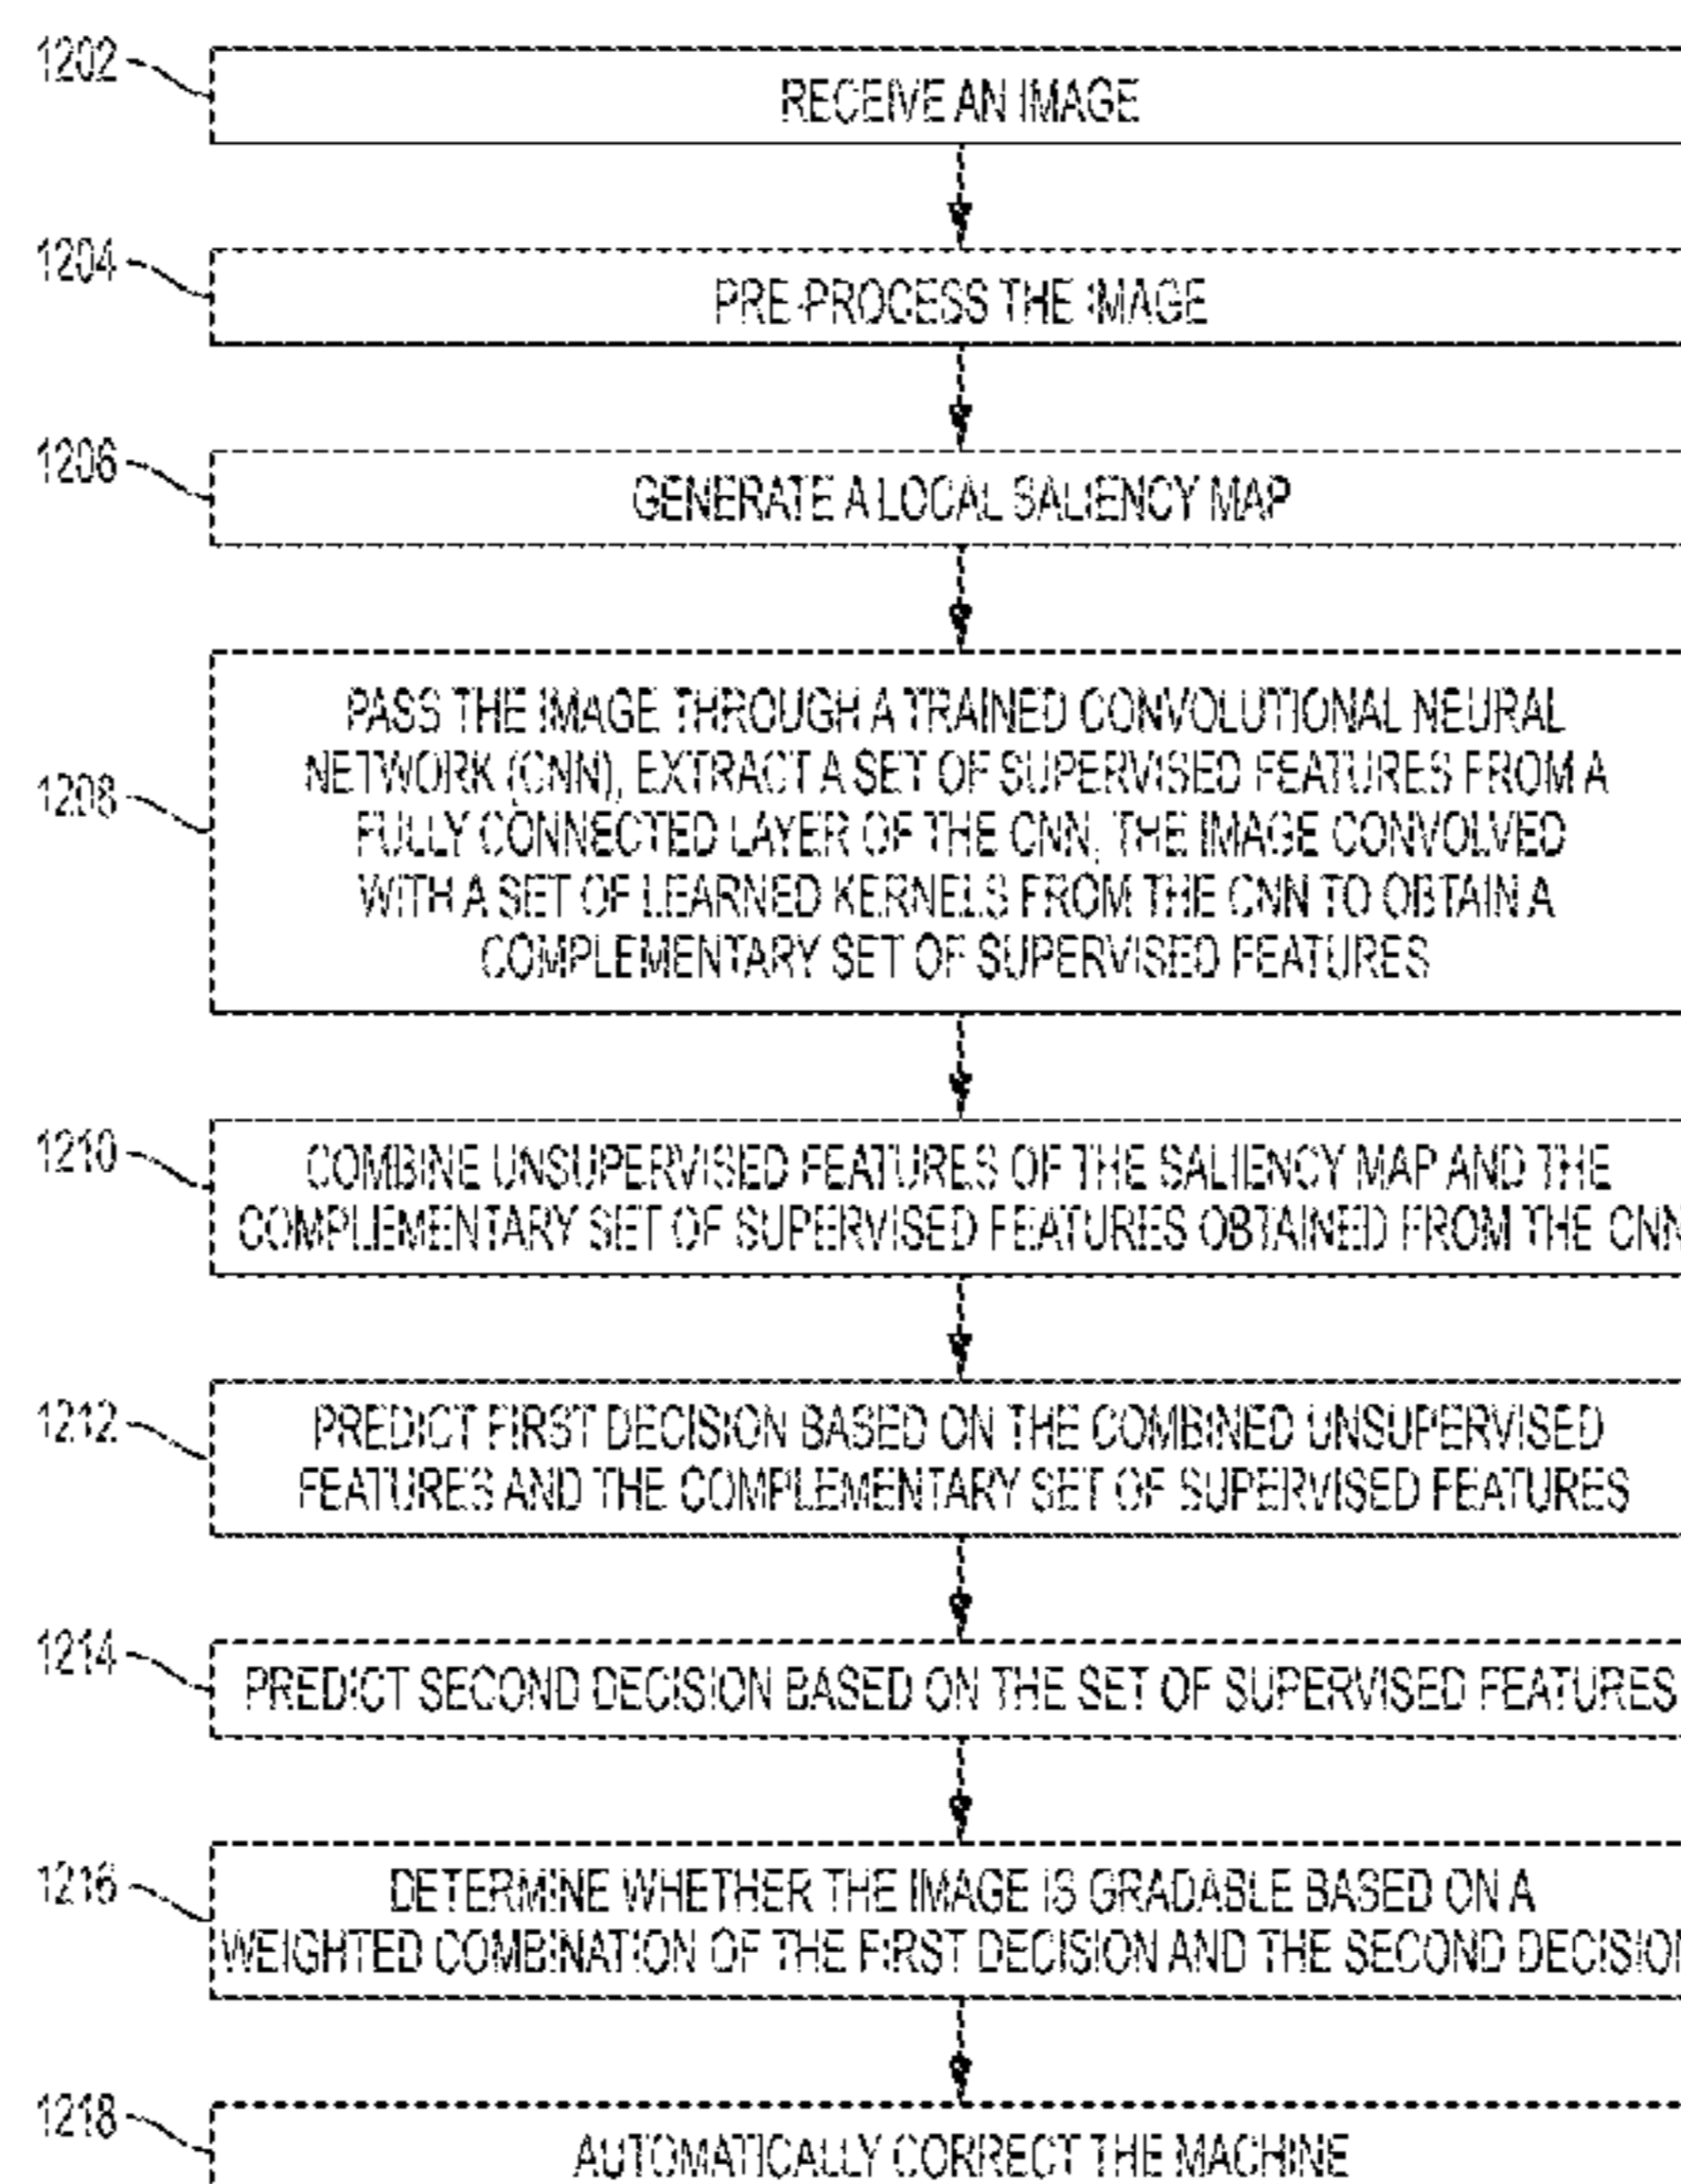 1202
RECEIVE AN IMAGE
1204
PRE-PROCESS THE IMAGE
1206
GENERATE A LOCAL SALIENCY MAP
1208
PASS THE IMAGE THROUGH A TRAINED CONVOLUTIONAL NEURAL
NETWORK (CNN), EXTRACT A SET OF SUPERVISED FEATURES FROM A
FULLY CONNECTED LAYER OF THE CNN, THE IMAGE CONVOLVED
WITH A SET OF LEARNED KERNELS FROM THE CNN TO OBTAIN A
COMPLEMENTARY SET OF SUPERVISED FEATURES
1210
COMBINE UNSUPERVISED FEATURES OF THE SALIENCY MAP AND THE
COMPLEMENTARY SET OF SUPERVISED FEATURES OBTAINED FROM THE CNN
1212
PREDICT FIRST DECISION BASED ON THE COMBINED UNSUPERVISED
FEATURES AND THE COMPLEMENTARY SET OF SUPERVISED FEATURES
1214
PREDICT SECOND DECISION BASED ON THE SET OF SUPERVISED FEATURES
1216
DETERMINE WHETHER THE IMAGE IS GRADABLE BASED ON A
WEIGHTED COMBINATION OF THE FIRST DECISION AND THE SECOND DECISION
1218
AUTOMATICALLY CORRECT THE MACHINE